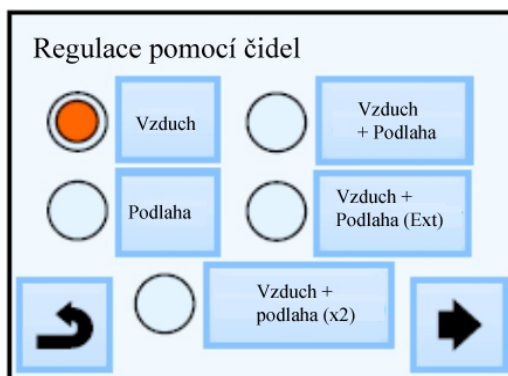 Regulace pomocí čidel
Vzduch
Vzduch
+ Podlaha
Podlaha
Vzduch +
Podlaha (Ext)
Vzduch +
podlaha (x2)